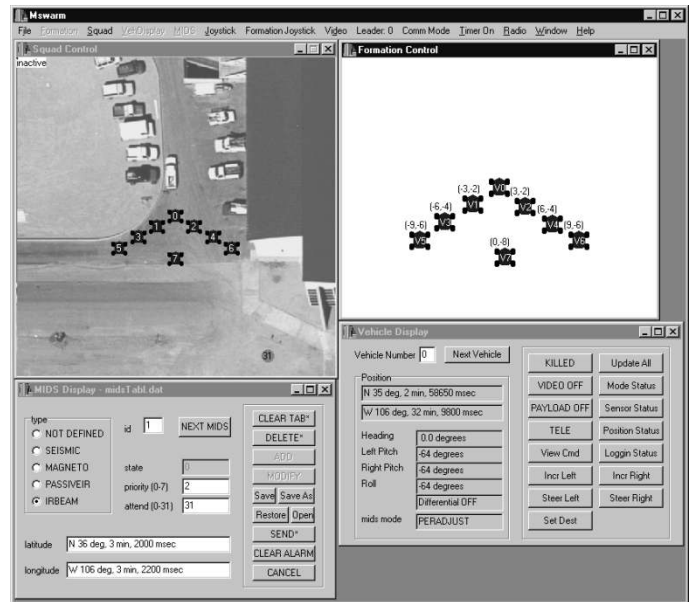 Mswarm
File Formation Squad VehDisplay MIDS Joystick Formation Joystick Video Leader: 0 Comm Mode Timer On Radio Window Help
Squad Control
inactive
0
1 2
3 4
5 6
7
31
Formation Control
V0
(-3,-2) (3,-2)
V1 V2
(-6,-4) (6,-4)
V3 V4
(-9,-6) (9,-6)
V5 V6
(0,-8)
V7
MIDS Display - midsTabl.dat
type
NOT DEFINED
SEISMIC
MAGNETO
PASSIVEIR
IRBEAM
id 1 NEXT MIDS
state 0
priority (0-7) 2
attend (0-31) 31
latitude N 36 deg, 3 min, 2000 msec
longitude W 106 deg, 3 min, 2200 msec
CLEAR TAB*
DELETE*
ADD
MODIFY
Save Save As
Restore Open
SEND*
CLEAR ALARM
CANCEL
Vehicle Display
Vehicle Number 0 Next Vehicle
Position
N 35 deg, 2 min, 58650 msec
W 106 deg, 32 min, 9800 msec
Heading 0.0 degrees
Left Pitch -64 degrees
Right Pitch -64 degrees
Roll -64 degrees
Differential OFF
mids mode PERADJUST
KILLED Update All
VIDEO OFF Mode Status
PAYLOAD OFF Sensor Status
TELE Position Status
View Cmd Loggin Status
Incr Left Incr Right
Steer Left Steer Right
Set Dest